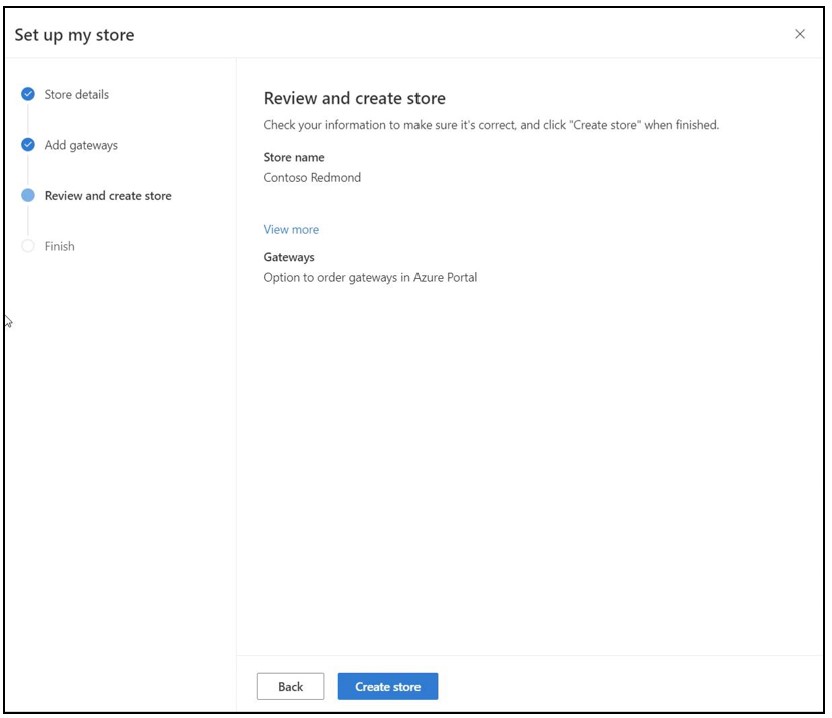 Set up my store
Store details
Add gateways
Review and create store
Finish
Review and create store
Check your information to make sure it's correct, and click "Create store" when finished.
Store name
Contoso Redmond
View more
Gateways
Option to order gateways in Azure Portal
Back
Create store